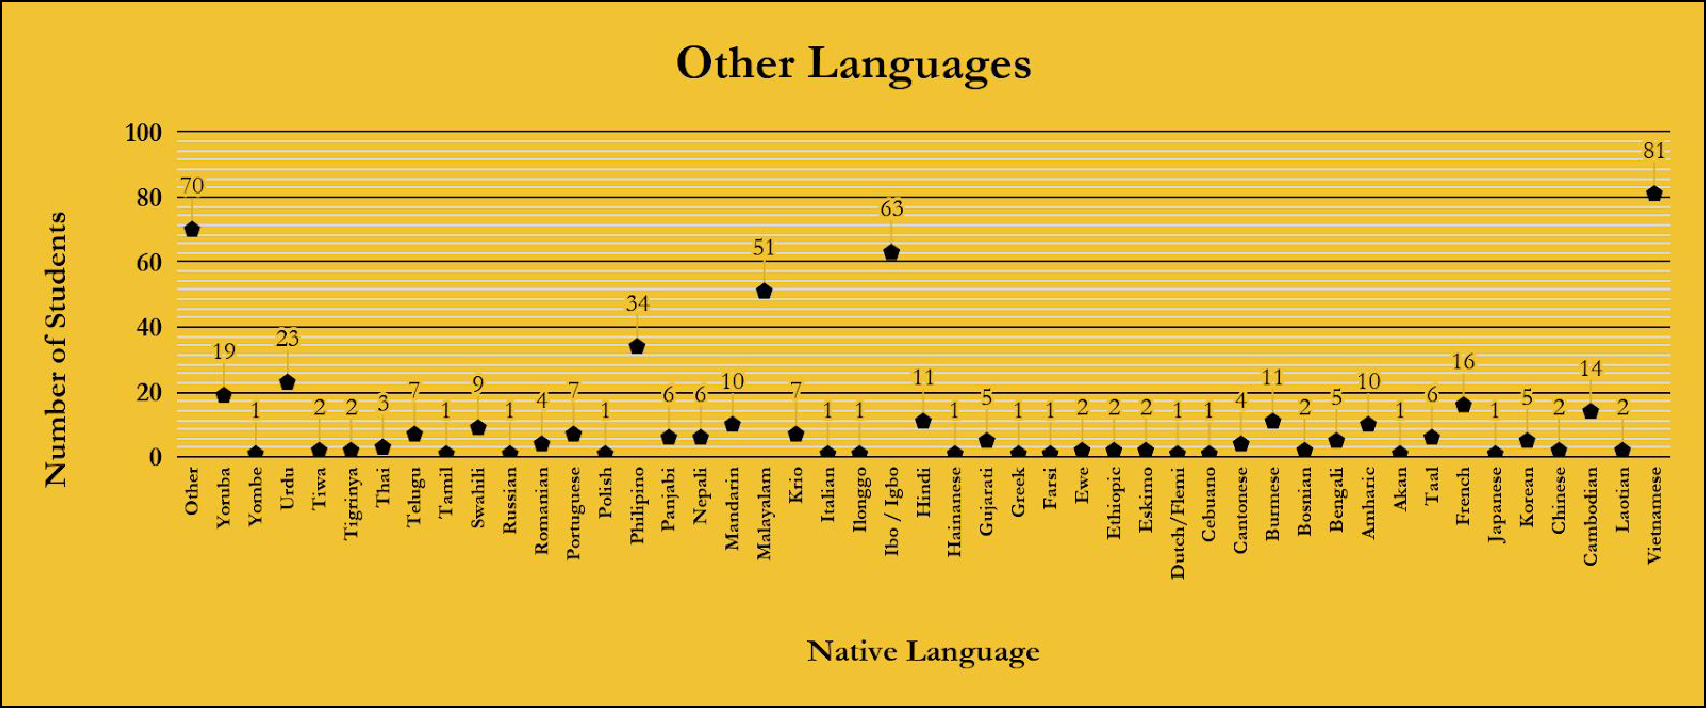 Other Languages
Number of Students
100
80
60
40
20
0
70
19
1
23
2
2
3
7
1
9
1
4
7
1
34
6
6
10
51
7
1
1
63
11
1
5
1
1
2
2
2
1
1
4
11
2
5
10
1
6
16
1
5
2
14
2
81
Other
Yoruba
Yombe
Urdu
Tiwa
Tigrinya
Thai
Telugu
Tamil
Swahili
Russian
Romanian
Portuguese
Polish
Philipino
Panjabi
Nepali
Mandarin
Malayalam
Krio
Italian
Ilonggo
Ibo / Igbo
Hindi
Hainanese
Gujarati
Greek
Farsi
Ewe
Ethiopic
Eskimo
Dutch/Flemi
Cebuano
Cantonese
Burmese
Bosnian
Bengali
Amharic
Akan
T'aal
French
Japanese
Korean
Chinese
Cambodian
Laotian
Vietnamese
Native Language